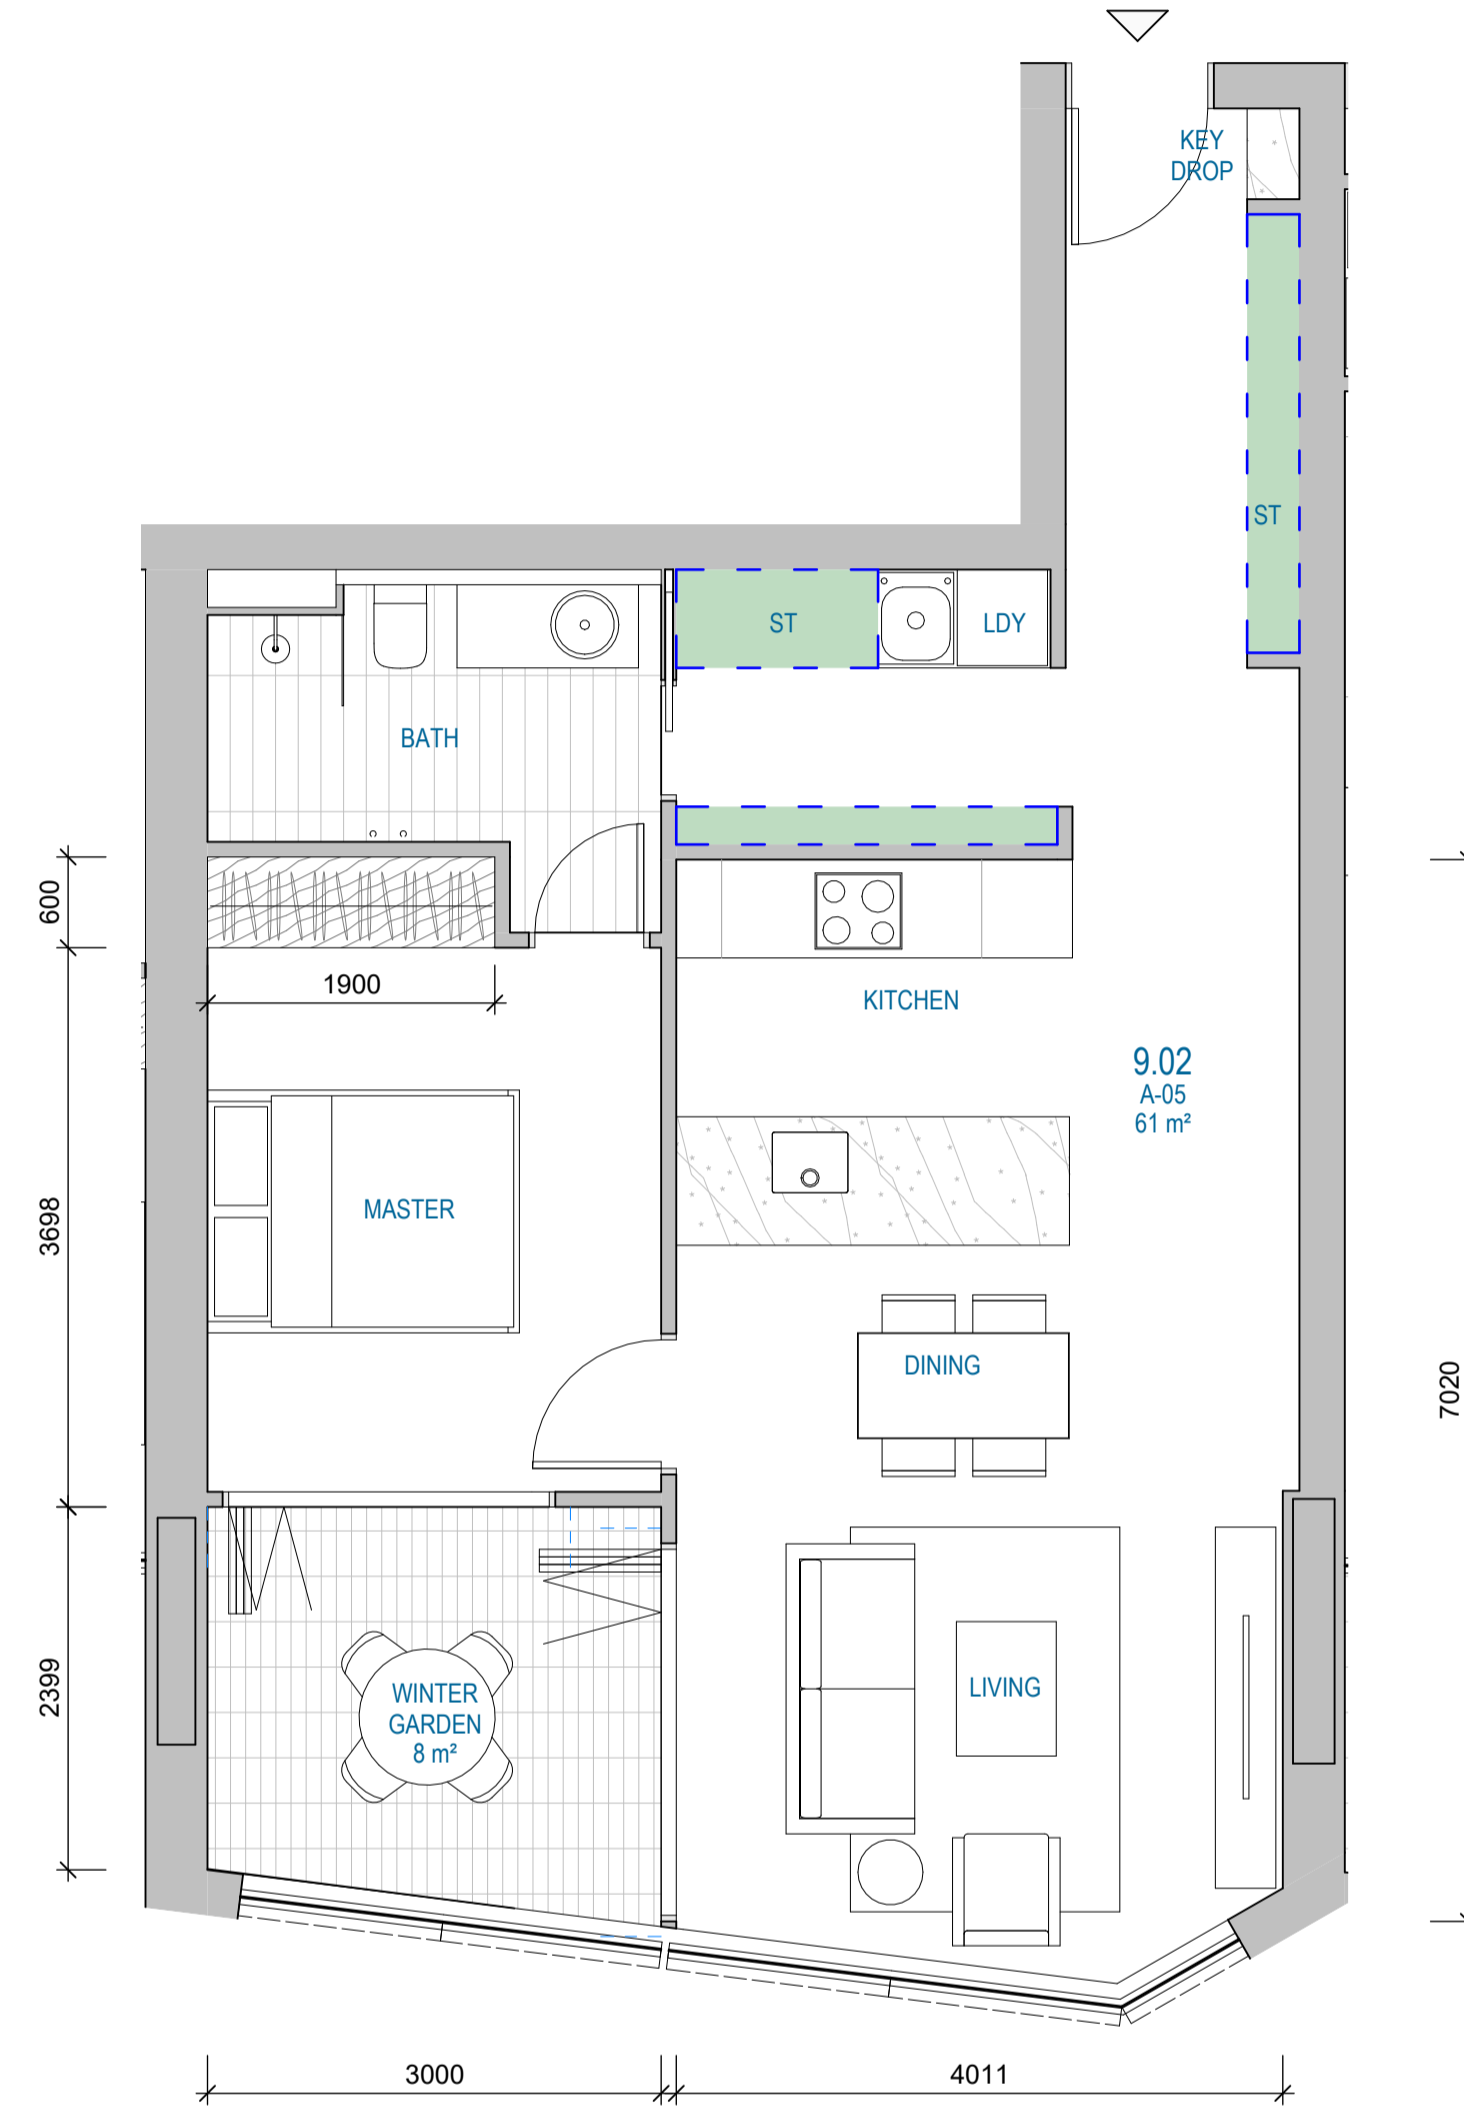 KEY
DROP
ST
ST
LDY
BATH
600
1900
KITCHEN
9.02
A-05
61 m²
MASTER
3698
DINING
7020
WINTER
GARDEN
8 m²
LIVING
2399
3000
4011